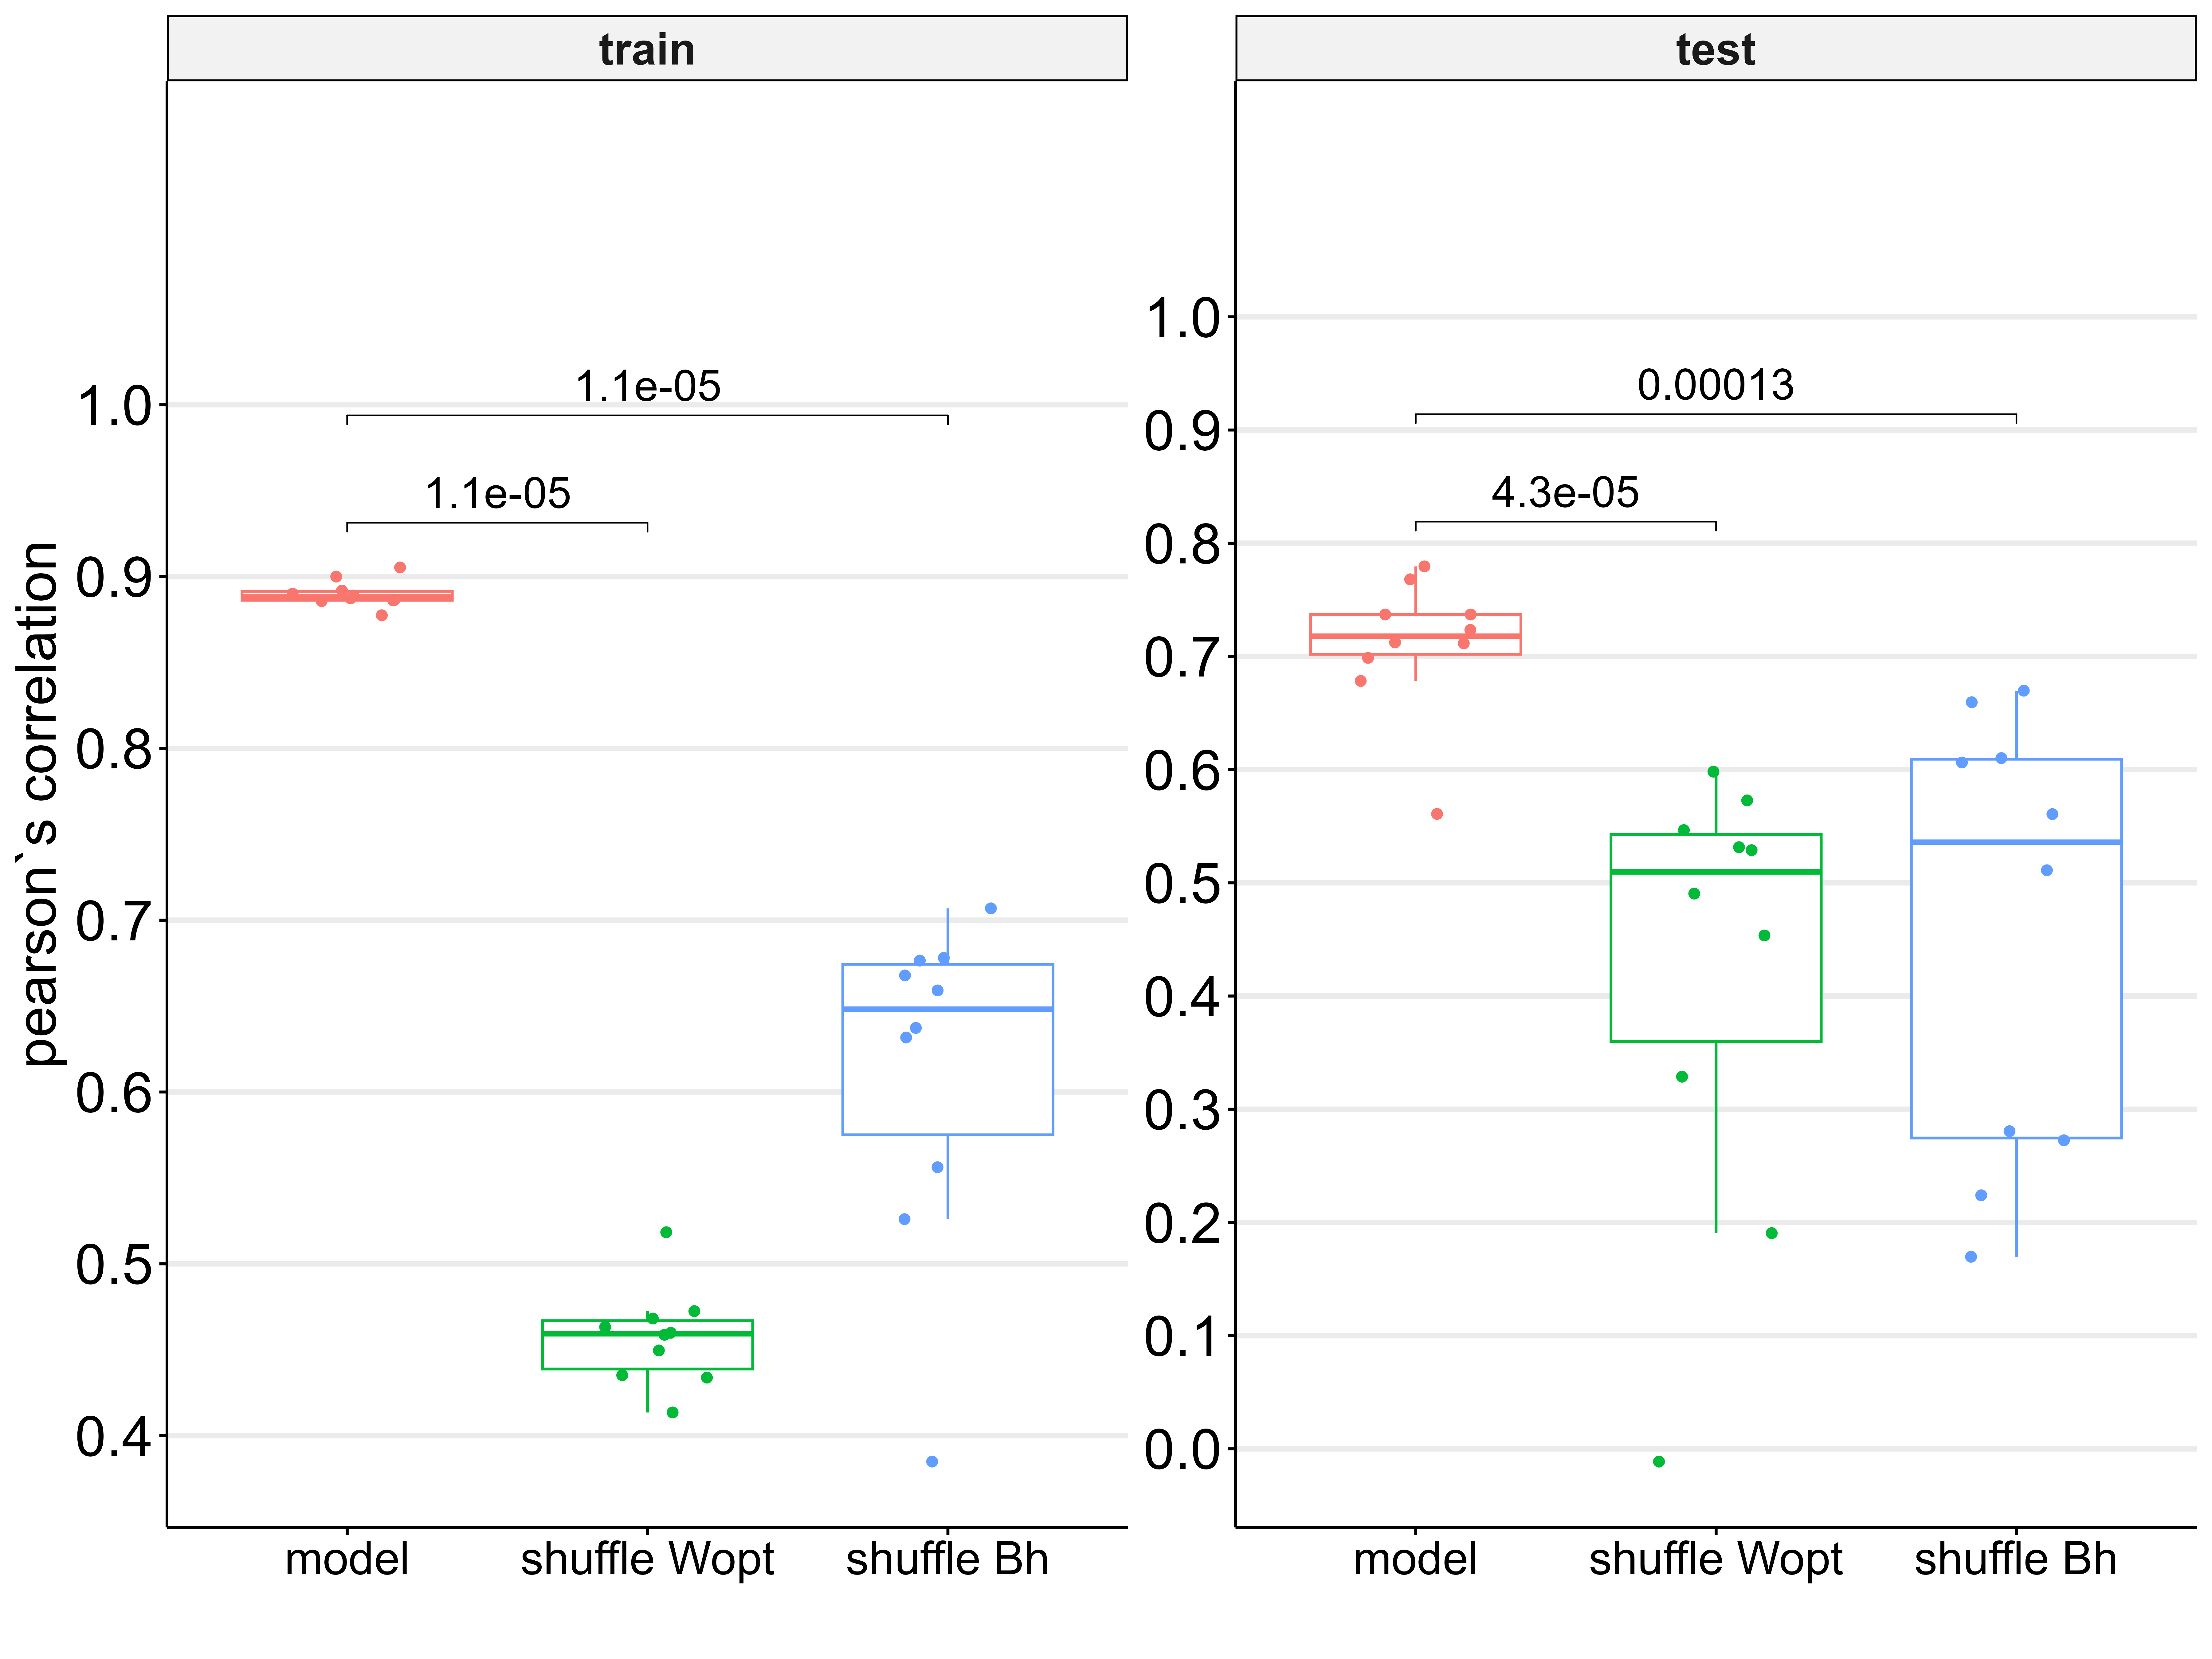 train
test
pearson`s correlation
1.0
0.9
0.8
0.7
0.6
0.5
0.4
1.1e-05
1.1e-05
model
shuffle Wopt
shuffle Bh
1.0
0.9
0.8
0.7
0.6
0.5
0.4
0.3
0.2
0.1
0.0
0.00013
4.3e-05
model
shuffle Wopt
shuffle Bh